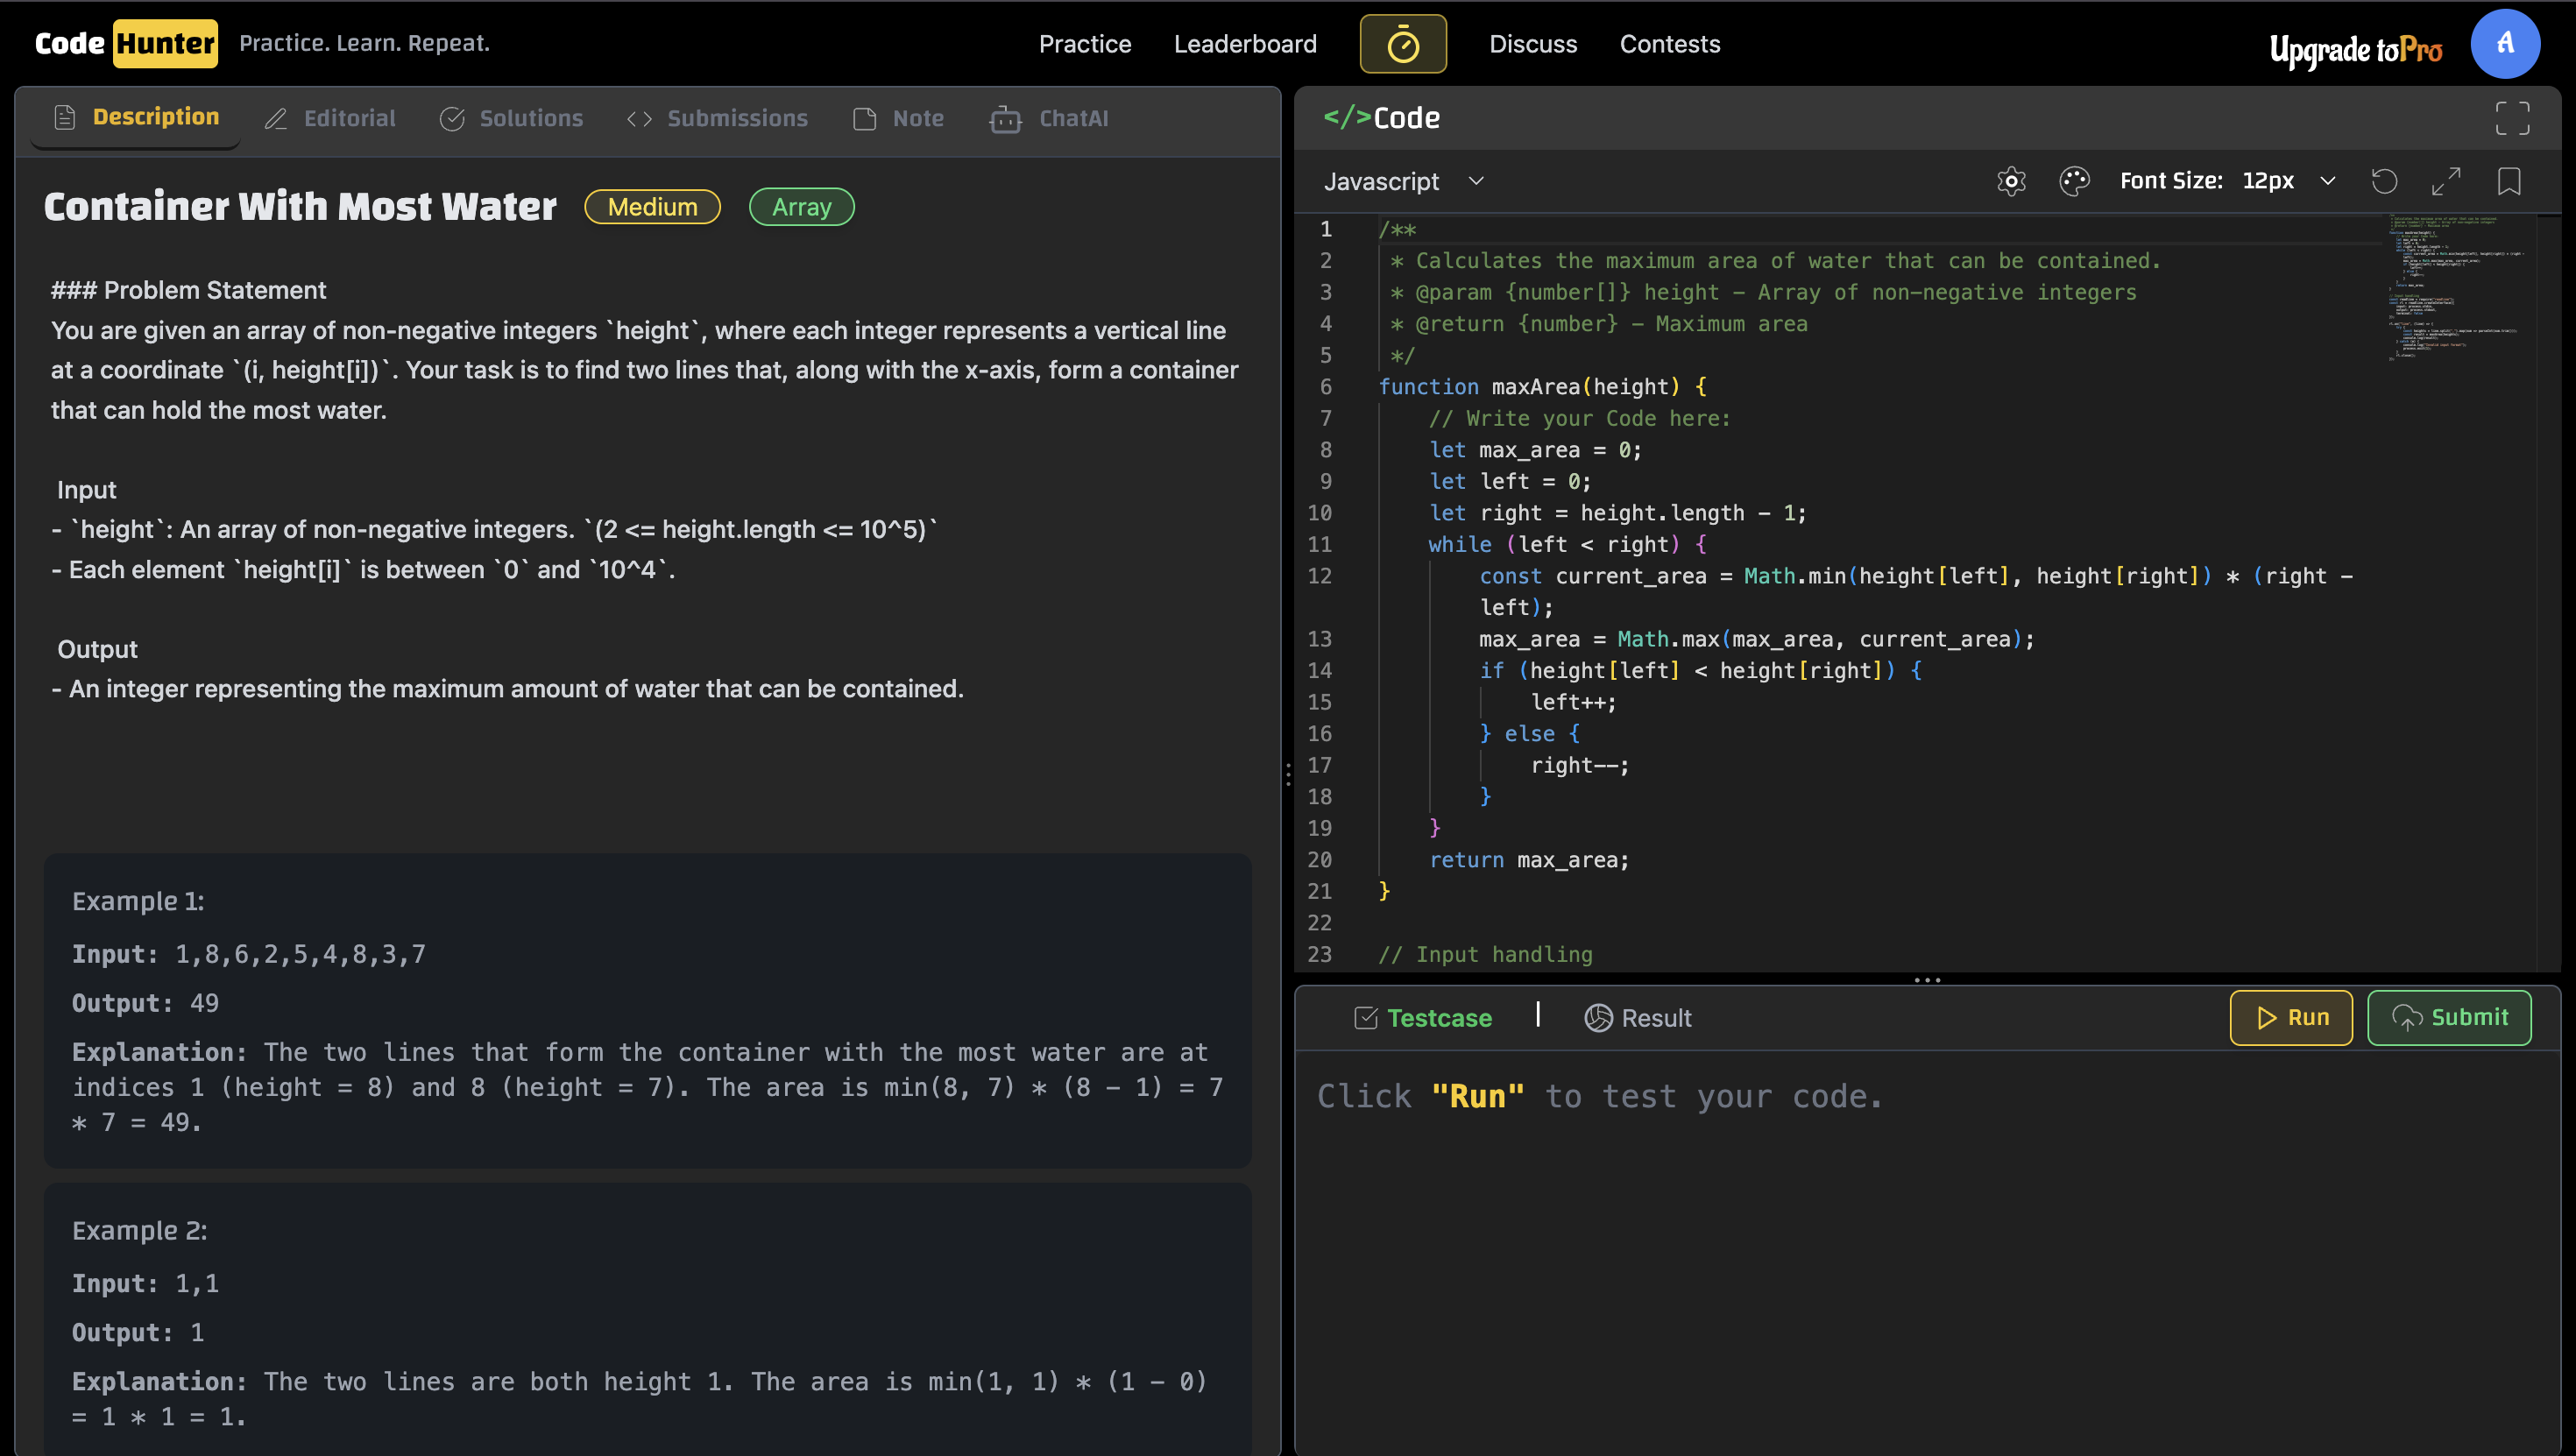 Code Hunter Practice. Learn. Repeat.
Practice Leaderboard Discuss Contests
Upgrade toPro A
Description Editorial Solutions Submissions Note ChatAI
Container With Most Water Medium Array
### Problem Statement
You are given an array of non-negative integers `height`, where each integer represents a vertical line
at a coordinate `(i, height[i])`. Your task is to find two lines that, along with the x-axis, form a container
that can hold the most water.
Input
- `height`: An array of non-negative integers. `(2 <= height.length <= 10^5)`
- Each element `height[i]` is between `0` and `10^4`.
Output
- An integer representing the maximum amount of water that can be contained.
Example 1:
Input: 1,8,6,2,5,4,8,3,7
Output: 49
Explanation: The two lines that form the container with the most water are at
indices 1 (height = 8) and 8 (height = 7). The area is min(8, 7) * (8 - 1) = 7
* 7 = 49.
Example 2:
Input: 1,1
Output: 1
Explanation: The two lines are both height 1. The area is min(1, 1) * (1 - 0)
= 1 * 1 = 1.
</>Code
Javascript Font Size: 12px
1 /**
2 * Calculates the maximum area of water that can be contained.
3 * @param {number[]} height - Array of non-negative integers
4 * @return {number} - Maximum area
5 */
6 function maxArea(height) {
7 // Write your Code here:
8 let max_area = 0;
9 let left = 0;
10 let right = height.length - 1;
11 while (left < right) {
12 const current_area = Math.min(height[left], height[right]) * (right -
left);
13 max_area = Math.max(max_area, current_area);
14 if (height[left] < height[right]) {
15 left++;
16 } else {
17 right--;
18 }
19 }
20 return max_area;
21 }
22
23 // Input handling
Testcase | Result Run Submit
Click "Run" to test your code.